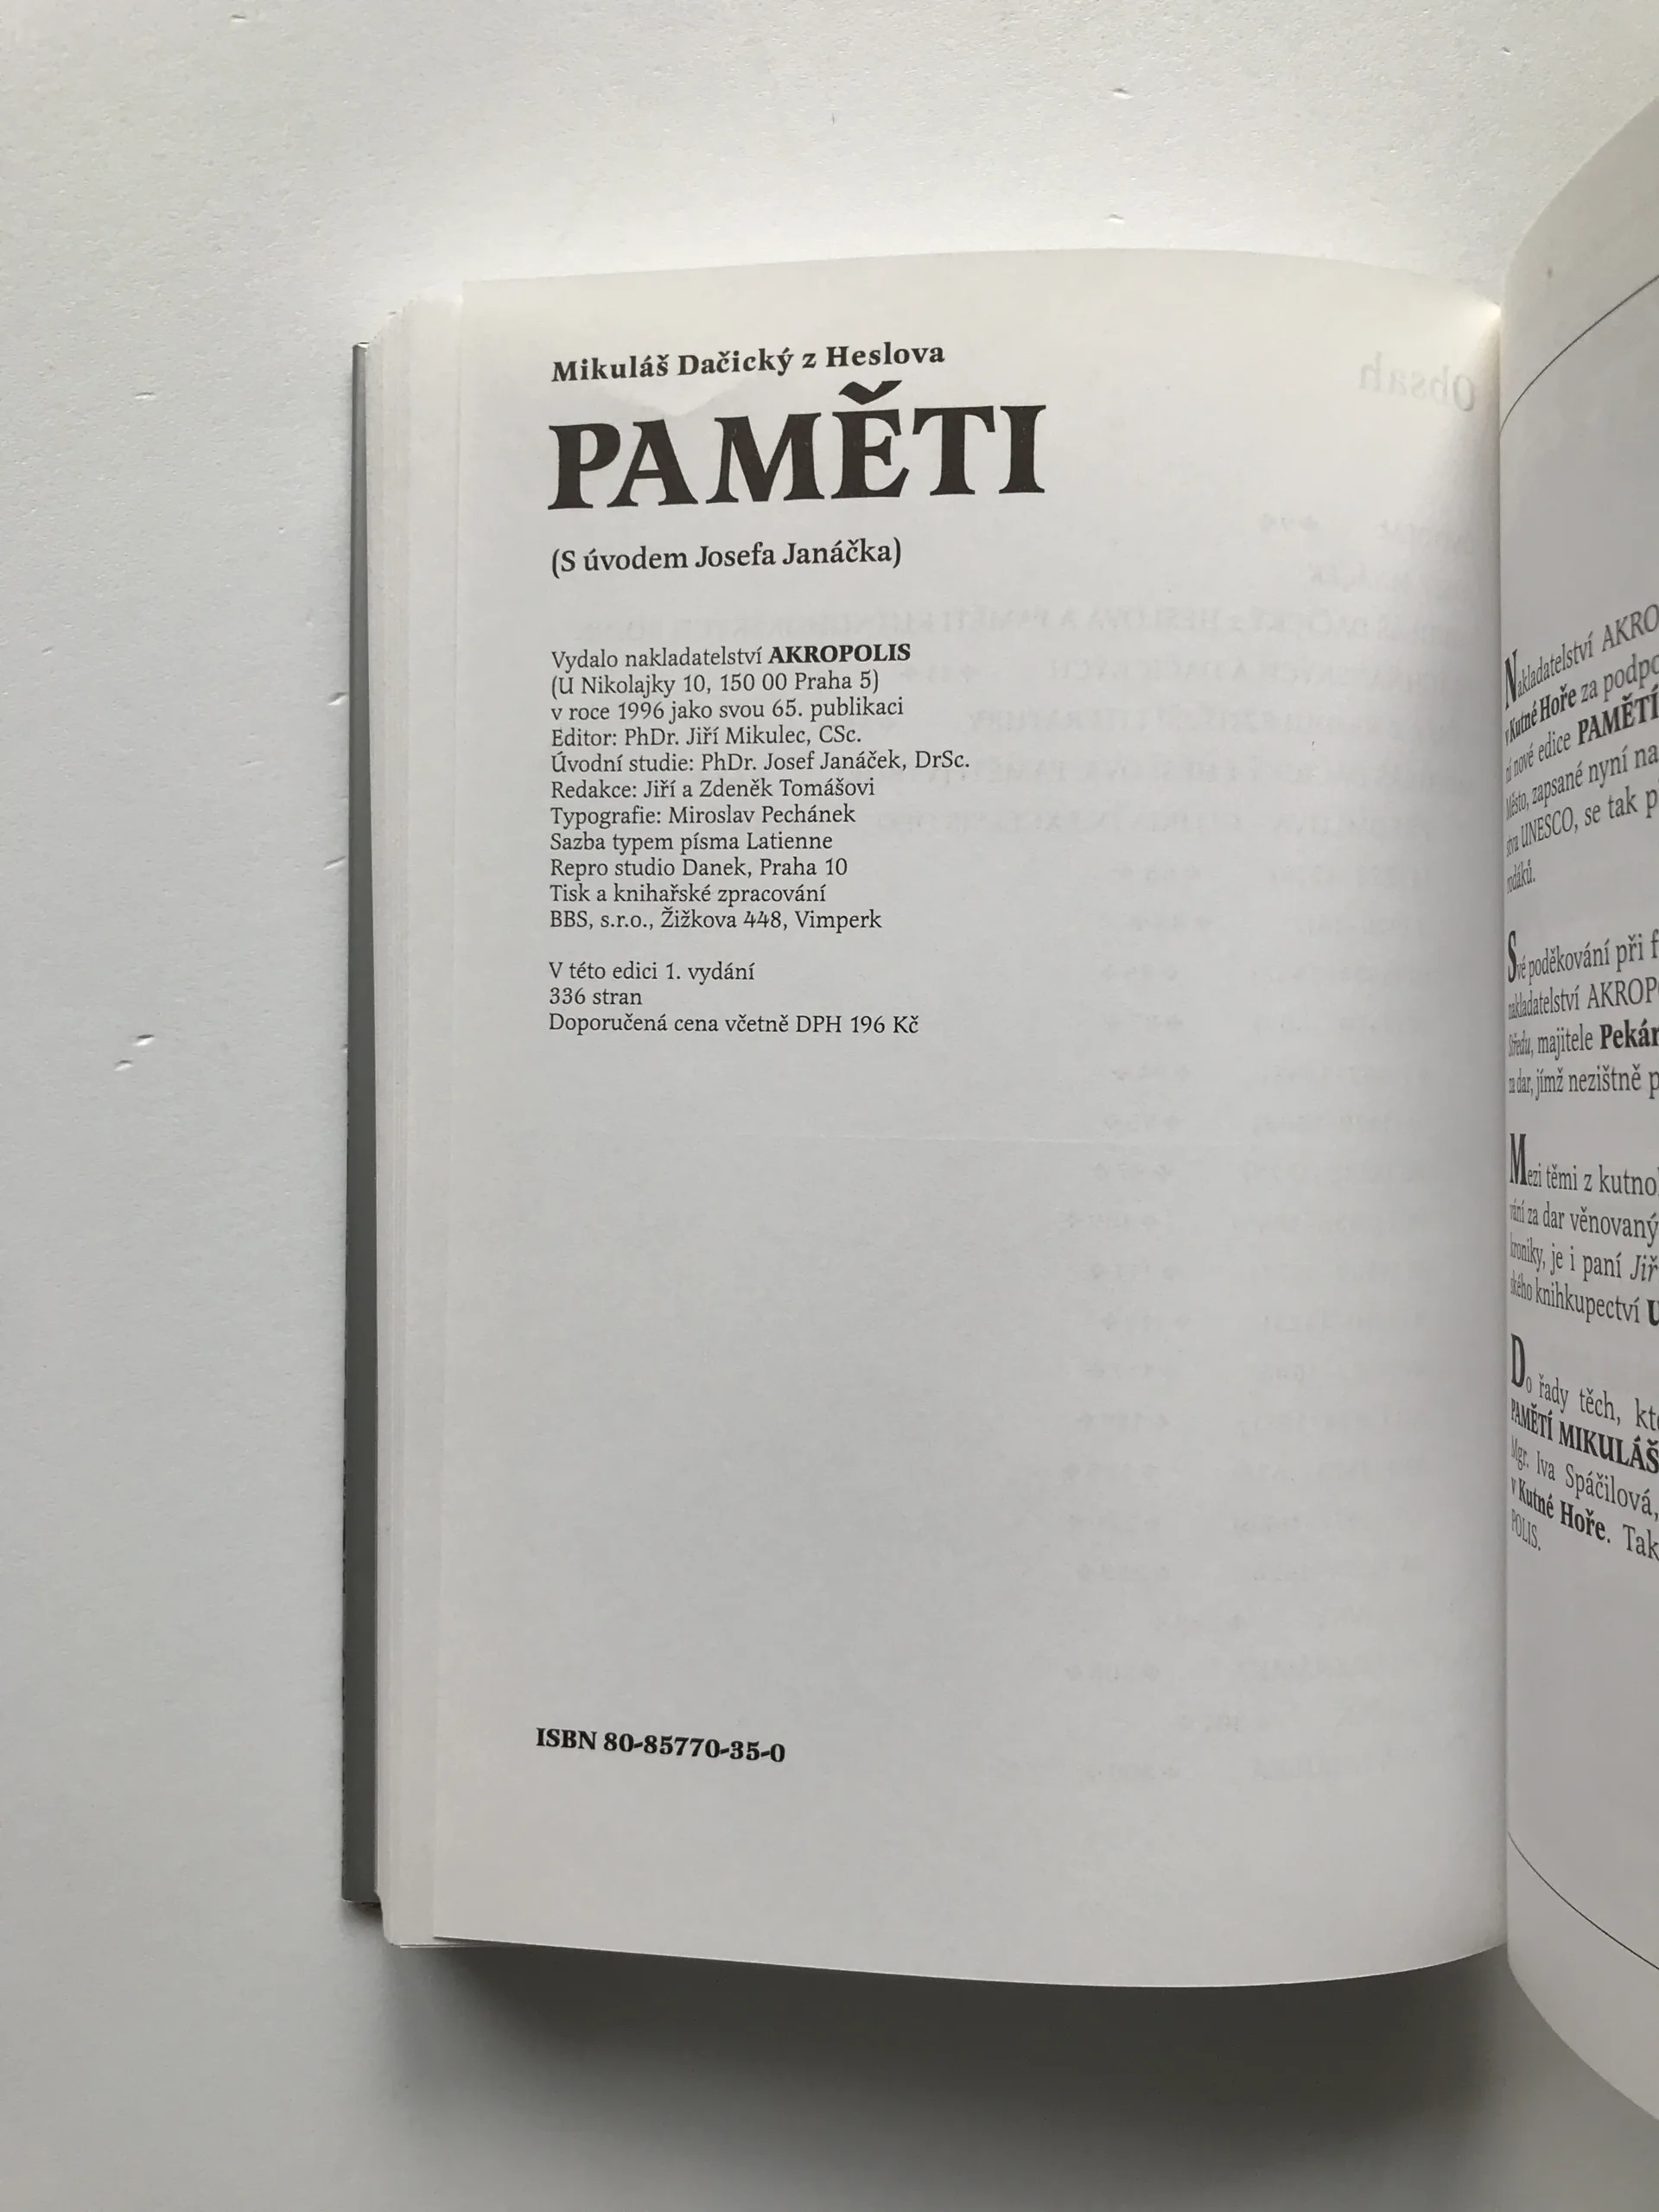 Mikuláš Dačický z Heslova
PAMĚTI
(S úvodem Josefa Janáčka)
Vydalo nakladatelství AKROPOLIS
(U Nikolajky 10, 150 00 Praha 5)
v roce 1996 jako svou 65. publikaci
Editor: PhDr. Jiří Mikulec, CSc.
Úvodní studie: PhDr. Josef Janáček, DrSc.
Redakce: Jiří a Zdeněk Tomášovi
Typografie: Miroslav Pechánek
Sazba typem písma Latienne
Repro studio Danek, Praha 10
Tisk a knihařské zpracování
BBS, s.r.o., Žižkova 448, Vimperk
V této edici 1. vydání
336 stran
Doporučená cena včetně DPH 196 Kč
ISBN 80-85770-35-0
Obsah
Nakladatelství AKRO
v Kutné Hoře za podpo
nové edice PAMĚTÍ
Město, zapsané nyní na
UNESCO, se tak p
rodáků.
Své poděkování při f
nakladatelství AKROP
Středu, majitele Pekár
za dar, jímž nezištně p
Mezi těmi z kutno
za dar věnovaný
kroniky, je i paní Jiř
ského knihkupectví U
Do řady těch, kt
PAMĚTÍ MIKULÁŠ
Mgr. Iva Spáčilová,
v Kutné Hoře. Tak
POLIS.